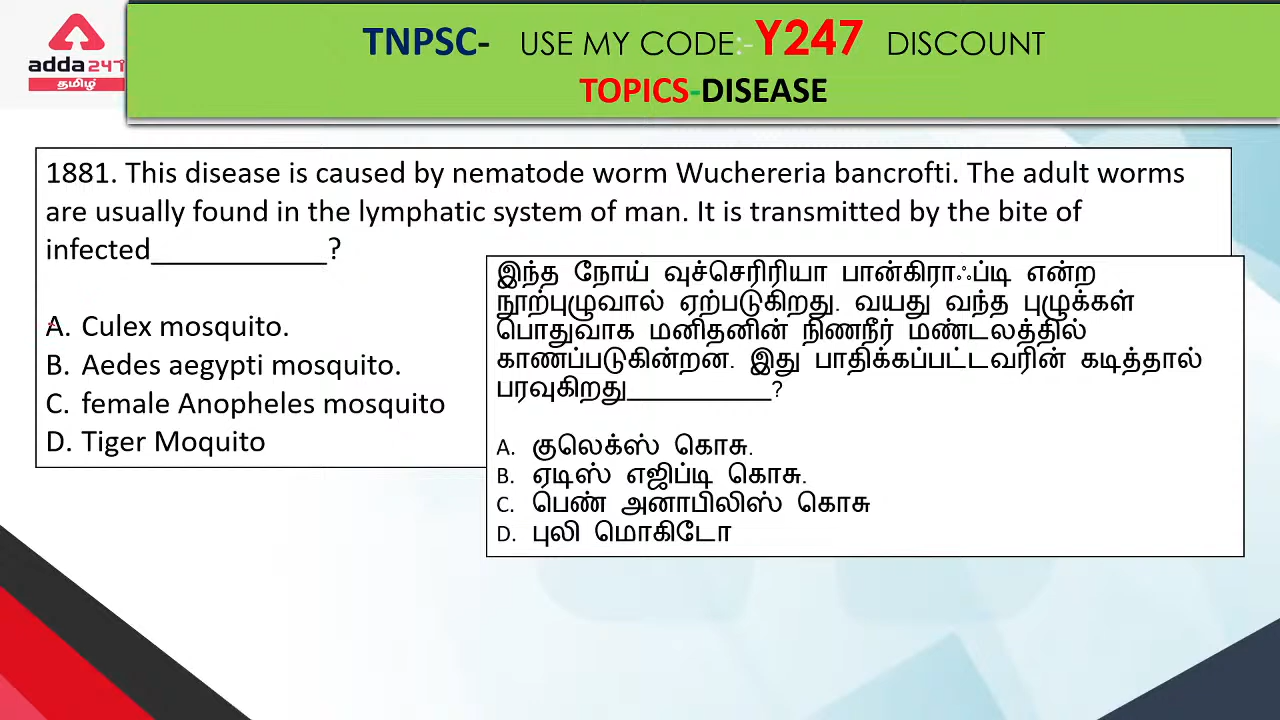 adda247
தமிழ்
TNPSC- USE MY CODE:-Y247 DISCOUNT
TOPICS-DISEASE
1881. This disease is caused by nematode worm Wuchereria bancrofti. The adult worms
are usually found in the lymphatic system of man. It is transmitted by the bite of
infected____________?
A. Culex mosquito.
B. Aedes aegypti mosquito.
C. female Anopheles mosquito
D. Tiger Moquito
இந்த நோய் வுச்செரிரியா பான்கிராஃப்டி என்ற
நூற்புழுவால் ஏற்படுகிறது. வயது வந்த புழுக்கள்
பொதுவாக மனிதனின் நிணநீர் மண்டலத்தில்
காணப்படுகின்றன. இது பாதிக்கப்பட்டவரின் கடித்தால்
பரவுகிறது___________?
A. குலெக்ஸ் கொசு.
B. ஏடிஸ் எஜிப்டி கொசு.
C. பெண் அனாபிலிஸ் கொசு
D. புலி மொகிடோ